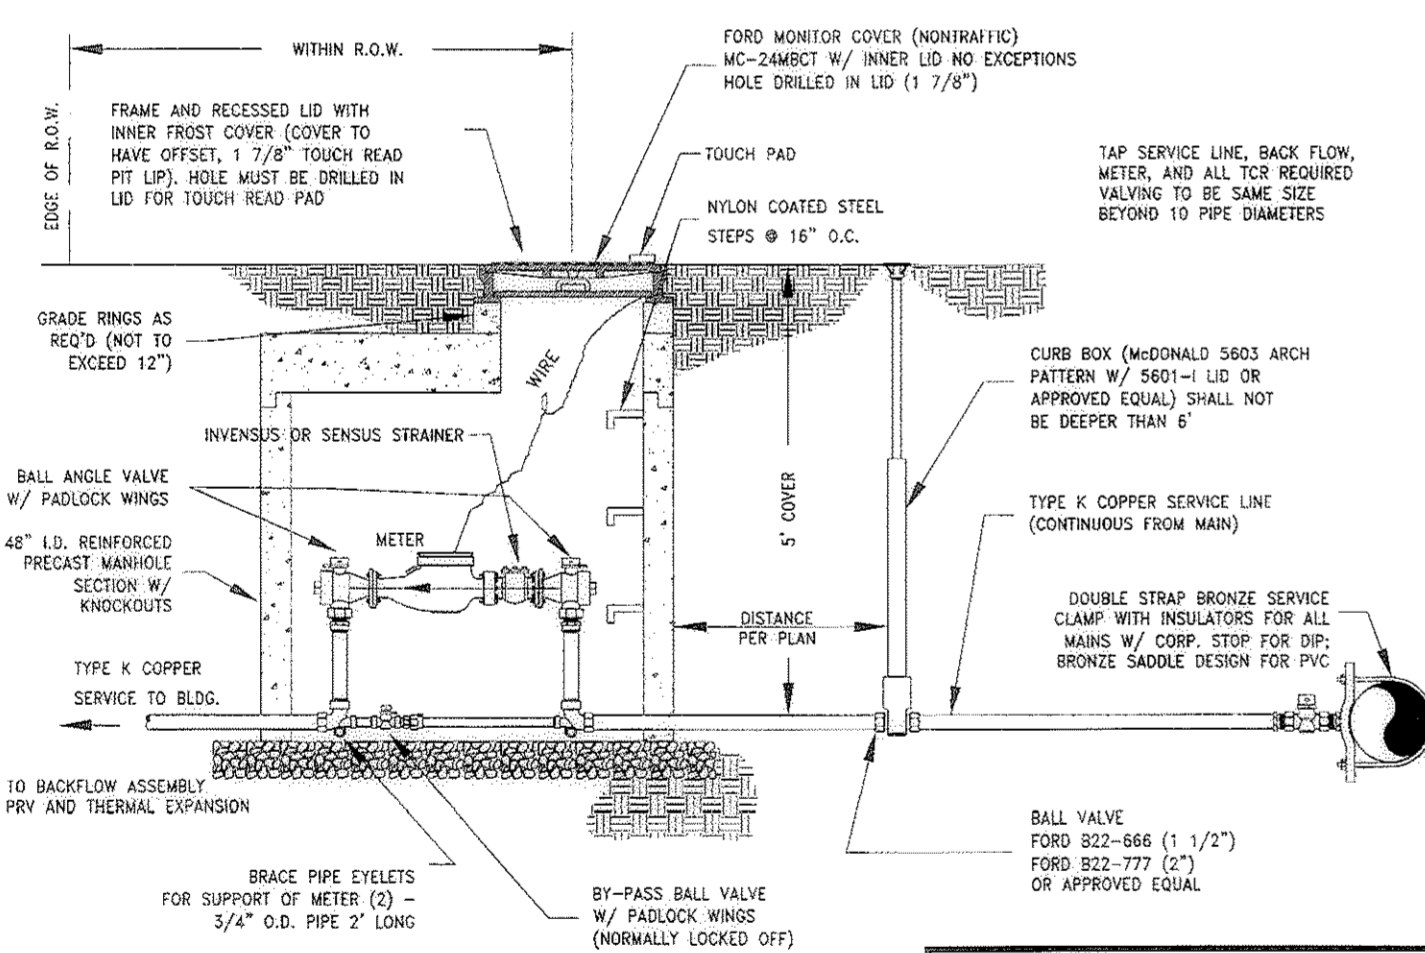 WITHIN R.O.W.
EDGE OF R.O.W.
FORD MONITOR COVER (NONTRAFFIC)
MC-24MBCT W/ INNER LID NO EXCEPTIONS
HOLE DRILLED IN LID (1 7/8")
FRAME AND RECESSED LID WITH
INNER FROST COVER (COVER TO
HAVE OFFSET, 1 7/8" TOUCH READ
PIT LIP). HOLE MUST BE DRILLED IN
LID FOR TOUCH READ PAD
TOUCH PAD
NYLON COATED STEEL
STEPS @ 16" O.C.
TAP SERVICE LINE, BACK FLOW,
METER, AND ALL TCR REQUIRED
VALVING TO BE SAME SIZE
BEYOND 10 PIPE DIAMETERS
GRADE RINGS AS
REQ'D (NOT TO
EXCEED 12")
WIRE
CURB BOX (McDONALD 5603 ARCH
PATTERN W/ 5601-I LID OR
APPROVED EQUAL) SHALL NOT
BE DEEPER THAN 6'
INVENSUS OR SENSUS STRAINER
BALL ANGLE VALVE
W/ PADLOCK WINGS
5' COVER
TYPE K COPPER SERVICE LINE
(CONTINUOUS FROM MAIN)
METER
48" I.D. REINFORCED
PRECAST MANHOLE
SECTION W/
KNOCKOUTS
DISTANCE
PER PLAN
DOUBLE STRAP BRONZE SERVICE
CLAMP WITH INSULATORS FOR ALL
MAINS W/ CORP. STOP FOR DIP;
BRONZE SADDLE DESIGN FOR PVC
TYPE K COPPER
SERVICE TO BLDG.
TO BACKFLOW ASSEMBLY
PRV AND THERMAL EXPANSION
BALL VALVE
FORD B22-666 (1 1/2")
FORD B22-777 (2")
OR APPROVED EQUAL
BRACE PIPE EYELETS
FOR SUPPORT OF METER (2) -
3/4" O.D. PIPE 2' LONG
BY-PASS BALL VALVE
W/ PADLOCK WINGS
(NORMALLY LOCKED OFF)